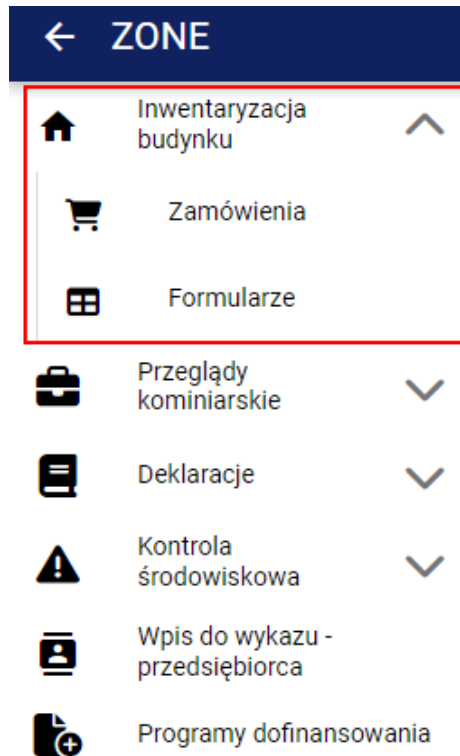 ZONE
Inwentaryzacja
budynku
Zamówienia
Formularze
Przeglądy
kominiarskie
Deklaracje
Kontrola
środowiskowa
Wpis do wykazu -
przedsiębiorca
Programy dofinansowania